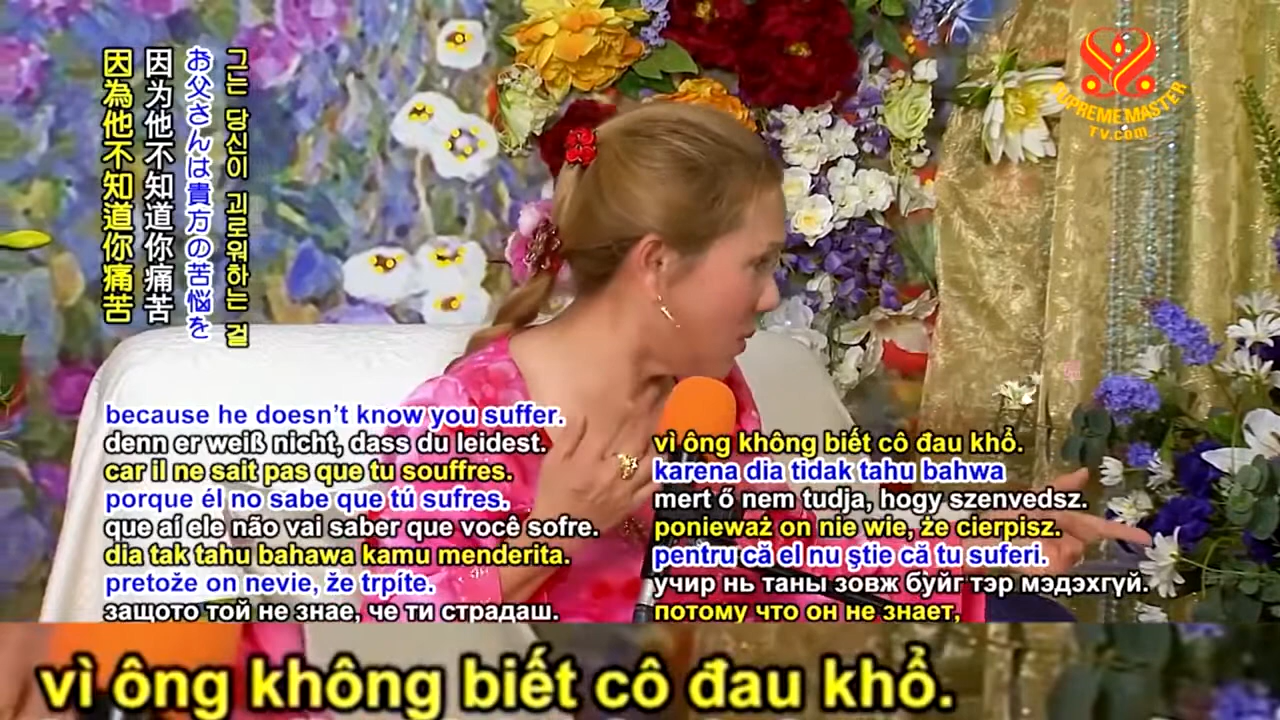 그는 당신이 괴로워하는 걸
お父さんは貴方の苦悩を
因为他不知道你痛苦
因為他不知道你痛苦
SUPREME MASTER
TV.com
because he doesn't know you suffer.
denn er weiß nicht, dass du leidest.
car il ne sait pas que tu souffres.
porque él no sabe que tú sufres.
que aí ele não vai saber que você sofre.
dia tak tahu bahawa kamu menderita.
pretože on nevie, že trpíte.
защото той не знае, че ти страдаш.
vì ông không biết cô đau khổ.
karena dia tidak tahu bahwa
mert ő nem tudja, hogy szenvedsz.
ponieważ on nie wie, że cierpisz.
pentru că el nu ştie că tu suferi.
учир нь таны зовж буйг тэр мэдэхгүй.
потому что он не знает,
vì ông không biết cô đau khổ.